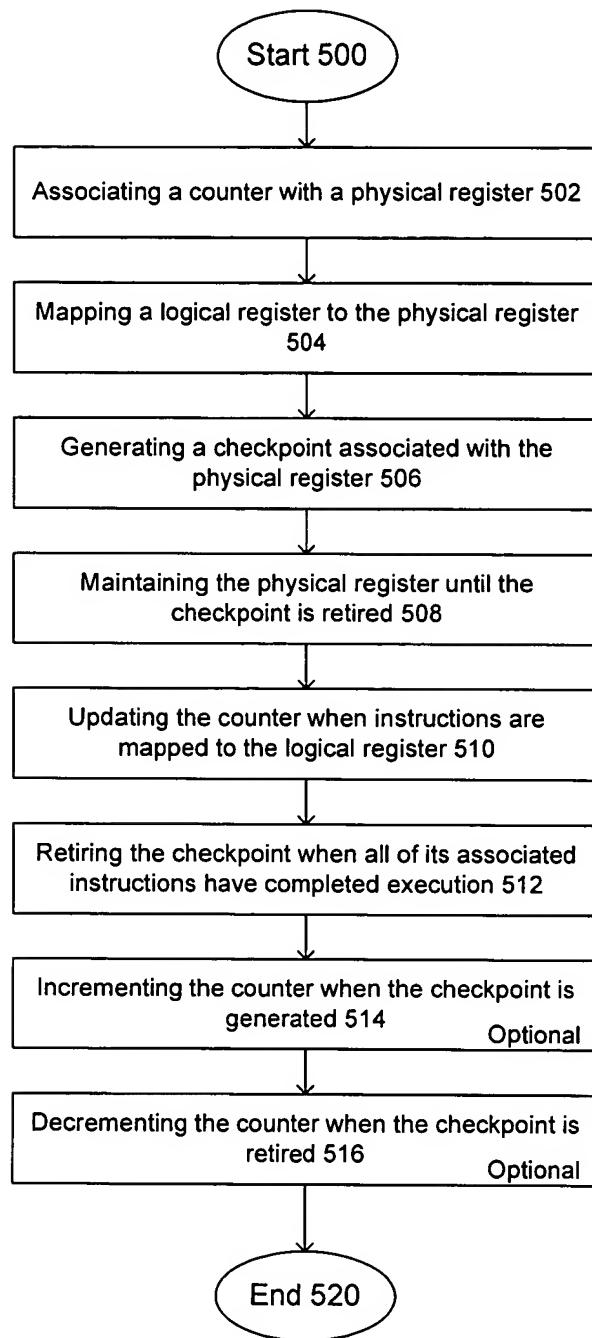 Start 500
Associating a counter with a physical register 502
Mapping a logical register to the physical register
504
Generating a checkpoint associated with the
physical register 506
Maintaining the physical register until the
checkpoint is retired 508
Updating the counter when instructions are
mapped to the logical register 510
Retiring the checkpoint when all of its associated
instructions have completed execution 512
Incrementing the counter when the checkpoint is
generated 514
Optional
Decrementing the counter when the checkpoint is
retired 516
Optional
End 520